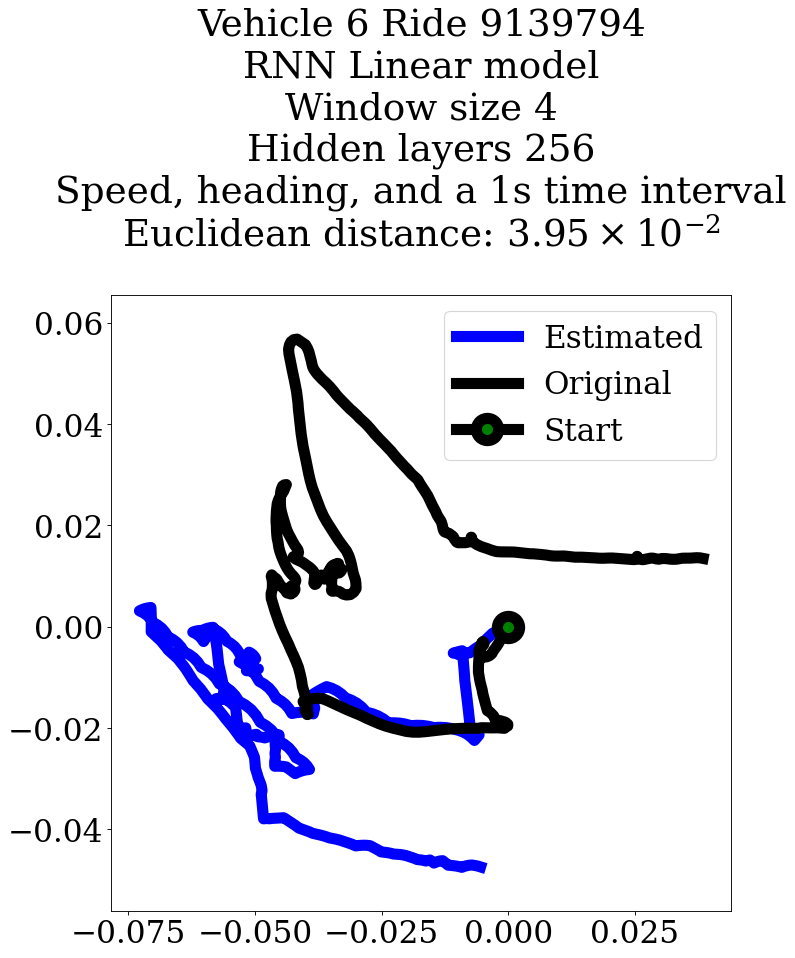 Vehicle 6 Ride 9139794
RNN Linear model
Window size 4
Hidden layers 256
Speed, heading, and a 1s time interval
Euclidean distance: 3.95 × 10⁻²
Estimated
Original
Start
0.06
0.04
0.02
0.00
−0.02
−0.04
−0.075 −0.050 −0.025 0.000 0.025